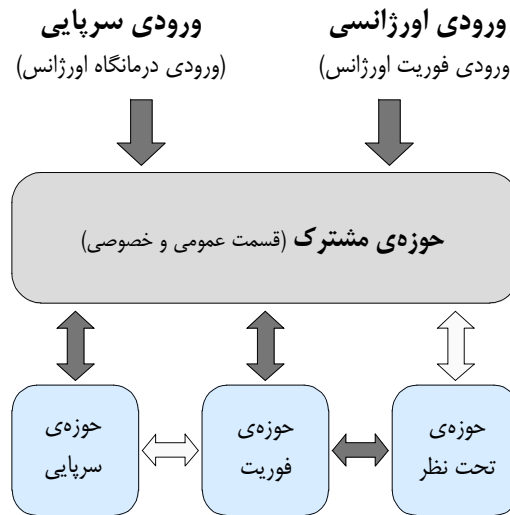 ورودی اورژانسی
ورودی فوریت اورژانس)
ورودی سرپایی
(ورودی درمانگاه اورژانس)
حوزه‌ی مشترک (قسمت عمومی و خصوصی)
حوزه‌ی
تحت نظر
حوزه‌ی
فوریت
حوزه‌ی
سرپایی